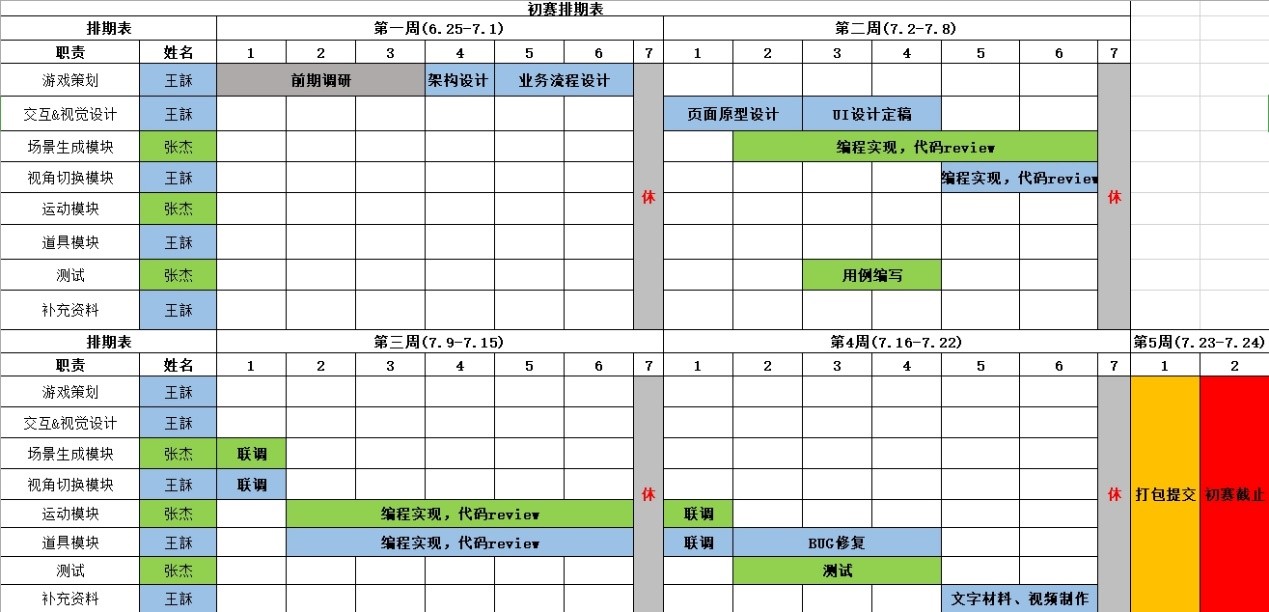 初赛排期表
排期表 第一周(6.25-7.1) 第二周(7.2-7.8)
职责 姓名 1 2 3 4 5 6 7 1 2 3 4 5 6 7
游戏策划 王稣 前期调研 架构设计 业务流程设计
交互&视觉设计 王稣 页面原型设计 UI设计定稿
场景生成模块 张杰 编程实现，代码review
视角切换模块 王稣 编程实现，代码review
休 休
运动模块 张杰
道具模块 王稣
测试 张杰 用例编写
补充资料 王稣
排期表 第三周(7.9-7.15) 第4周(7.16-7.22) 第5周(7.23-7.24)
职责 姓名 1 2 3 4 5 6 7 1 2 3 4 5 6 7 1 2
游戏策划 王稣
交互&视觉设计 王稣
场景生成模块 张杰 联调
视角切换模块 王稣 联调
休 休 打包提交 初赛截止
运动模块 张杰 编程实现，代码review 联调
道具模块 王稣 编程实现，代码review 联调 BUG修复
测试 张杰 测试
补充资料 王稣 文字材料、视频制作